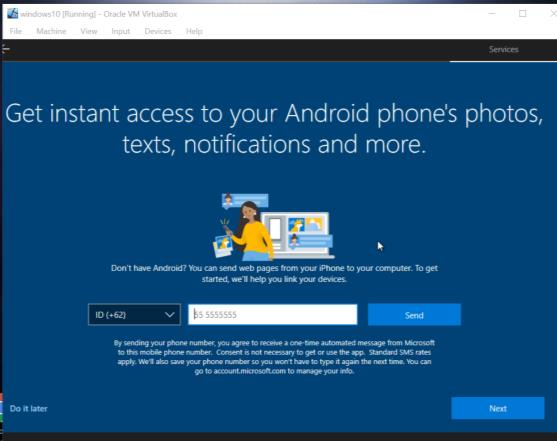 windows10 [Running] - Oracle VM VirtualBox
File Machine View Input Devices Help
Services
Get instant access to your Android phone's photos,
texts, notifications and more.
Don't have Android? You can send web pages from your iPhone to your computer. To get
started, we'll help you link your devices.
ID (+62) 55 5555555 Send
By sending your phone number, you agree to receive a one-time automated message from Microsoft
to this mobile phone number. Consent is not necessary to get or use the app. Standard SMS rates
apply. We'll also save your phone number so you won't have to type it again the next time. You can
go to account.microsoft.com to manage your info.
Do it later Next